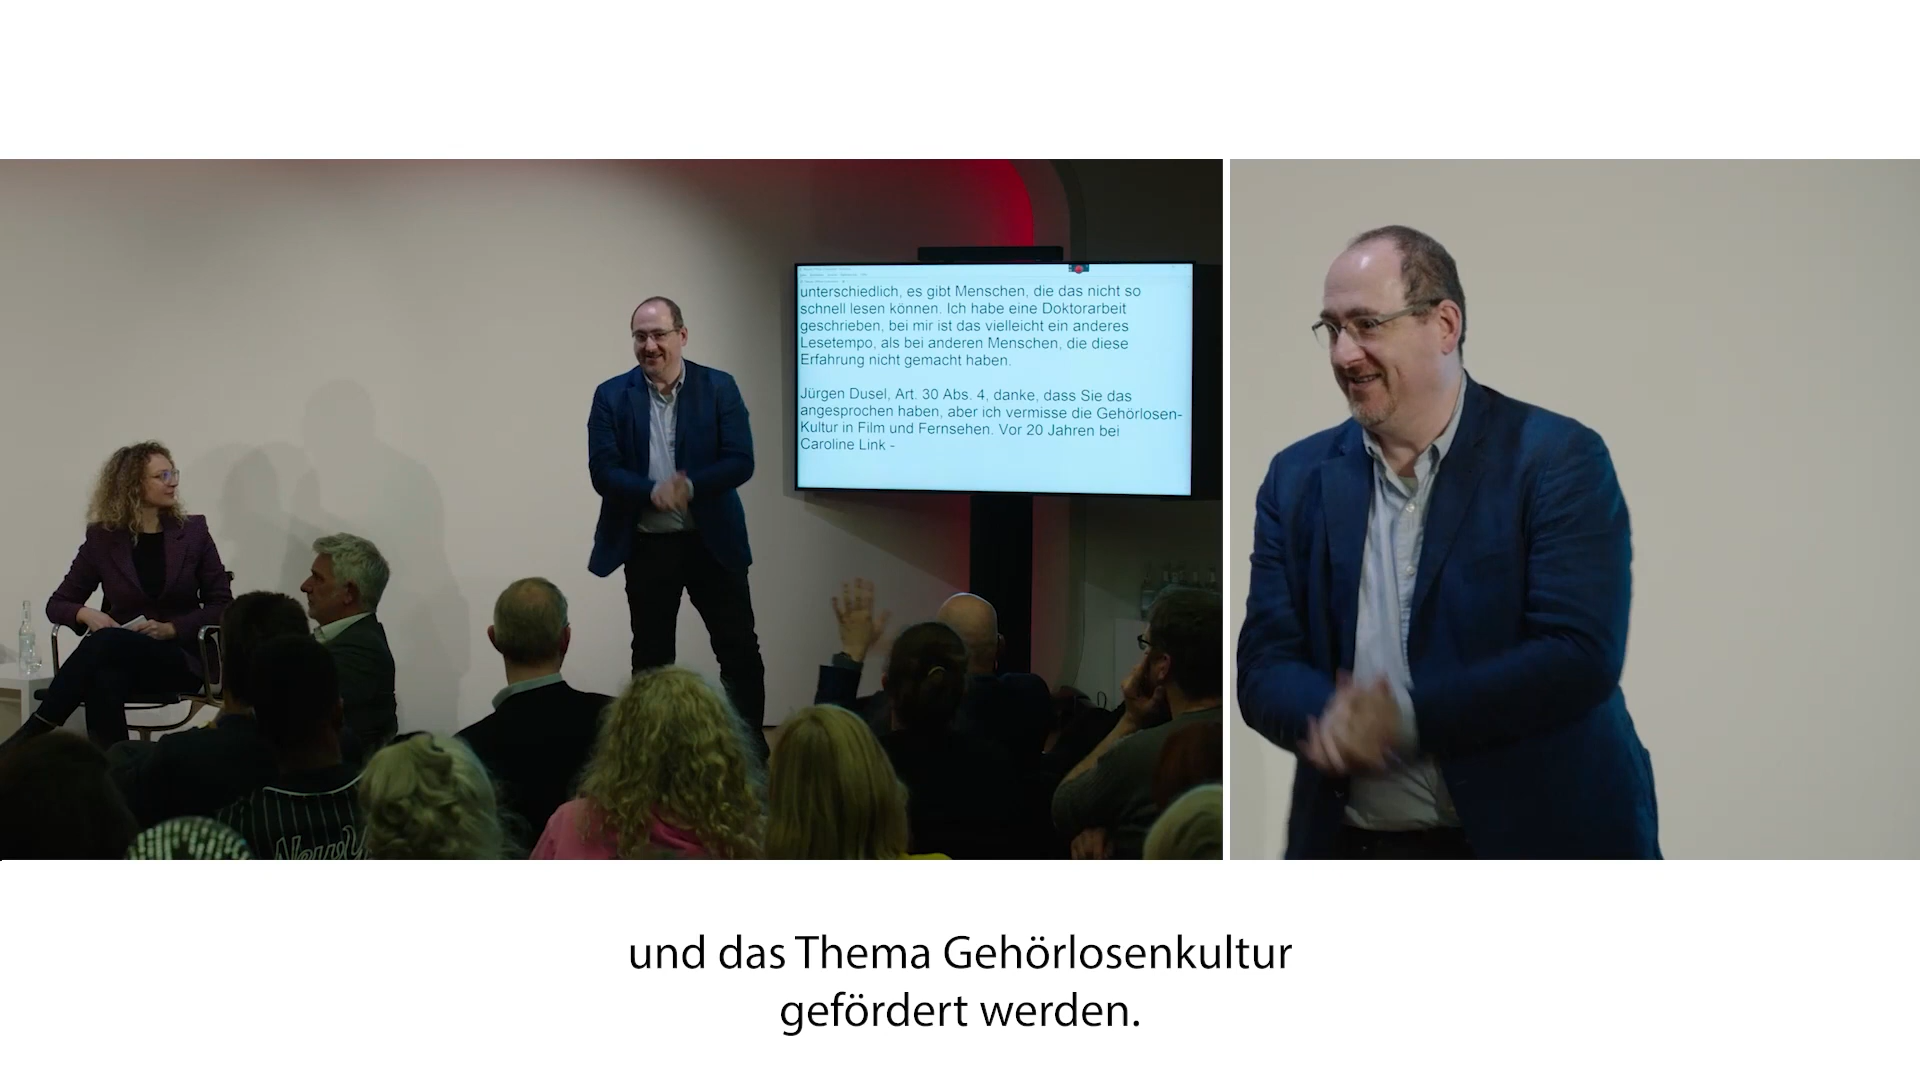 unterschiedlich, es gibt Menschen, die das nicht so
schnell lesen können. Ich habe eine Doktorarbeit
geschrieben, bei mir ist das vielleicht ein anderes
Lesetempo, als bei anderen Menschen, die diese
Erfahrung nicht gemacht haben.
Jürgen Dusel, Art. 30 Abs. 4, danke, dass Sie das
angesprochen haben, aber ich vermisse die Gehörlosen-
Kultur in Film und Fernsehen. Vor 20 Jahren bei
Caroline Link -
und das Thema Gehörlosenkultur
gefördert werden.